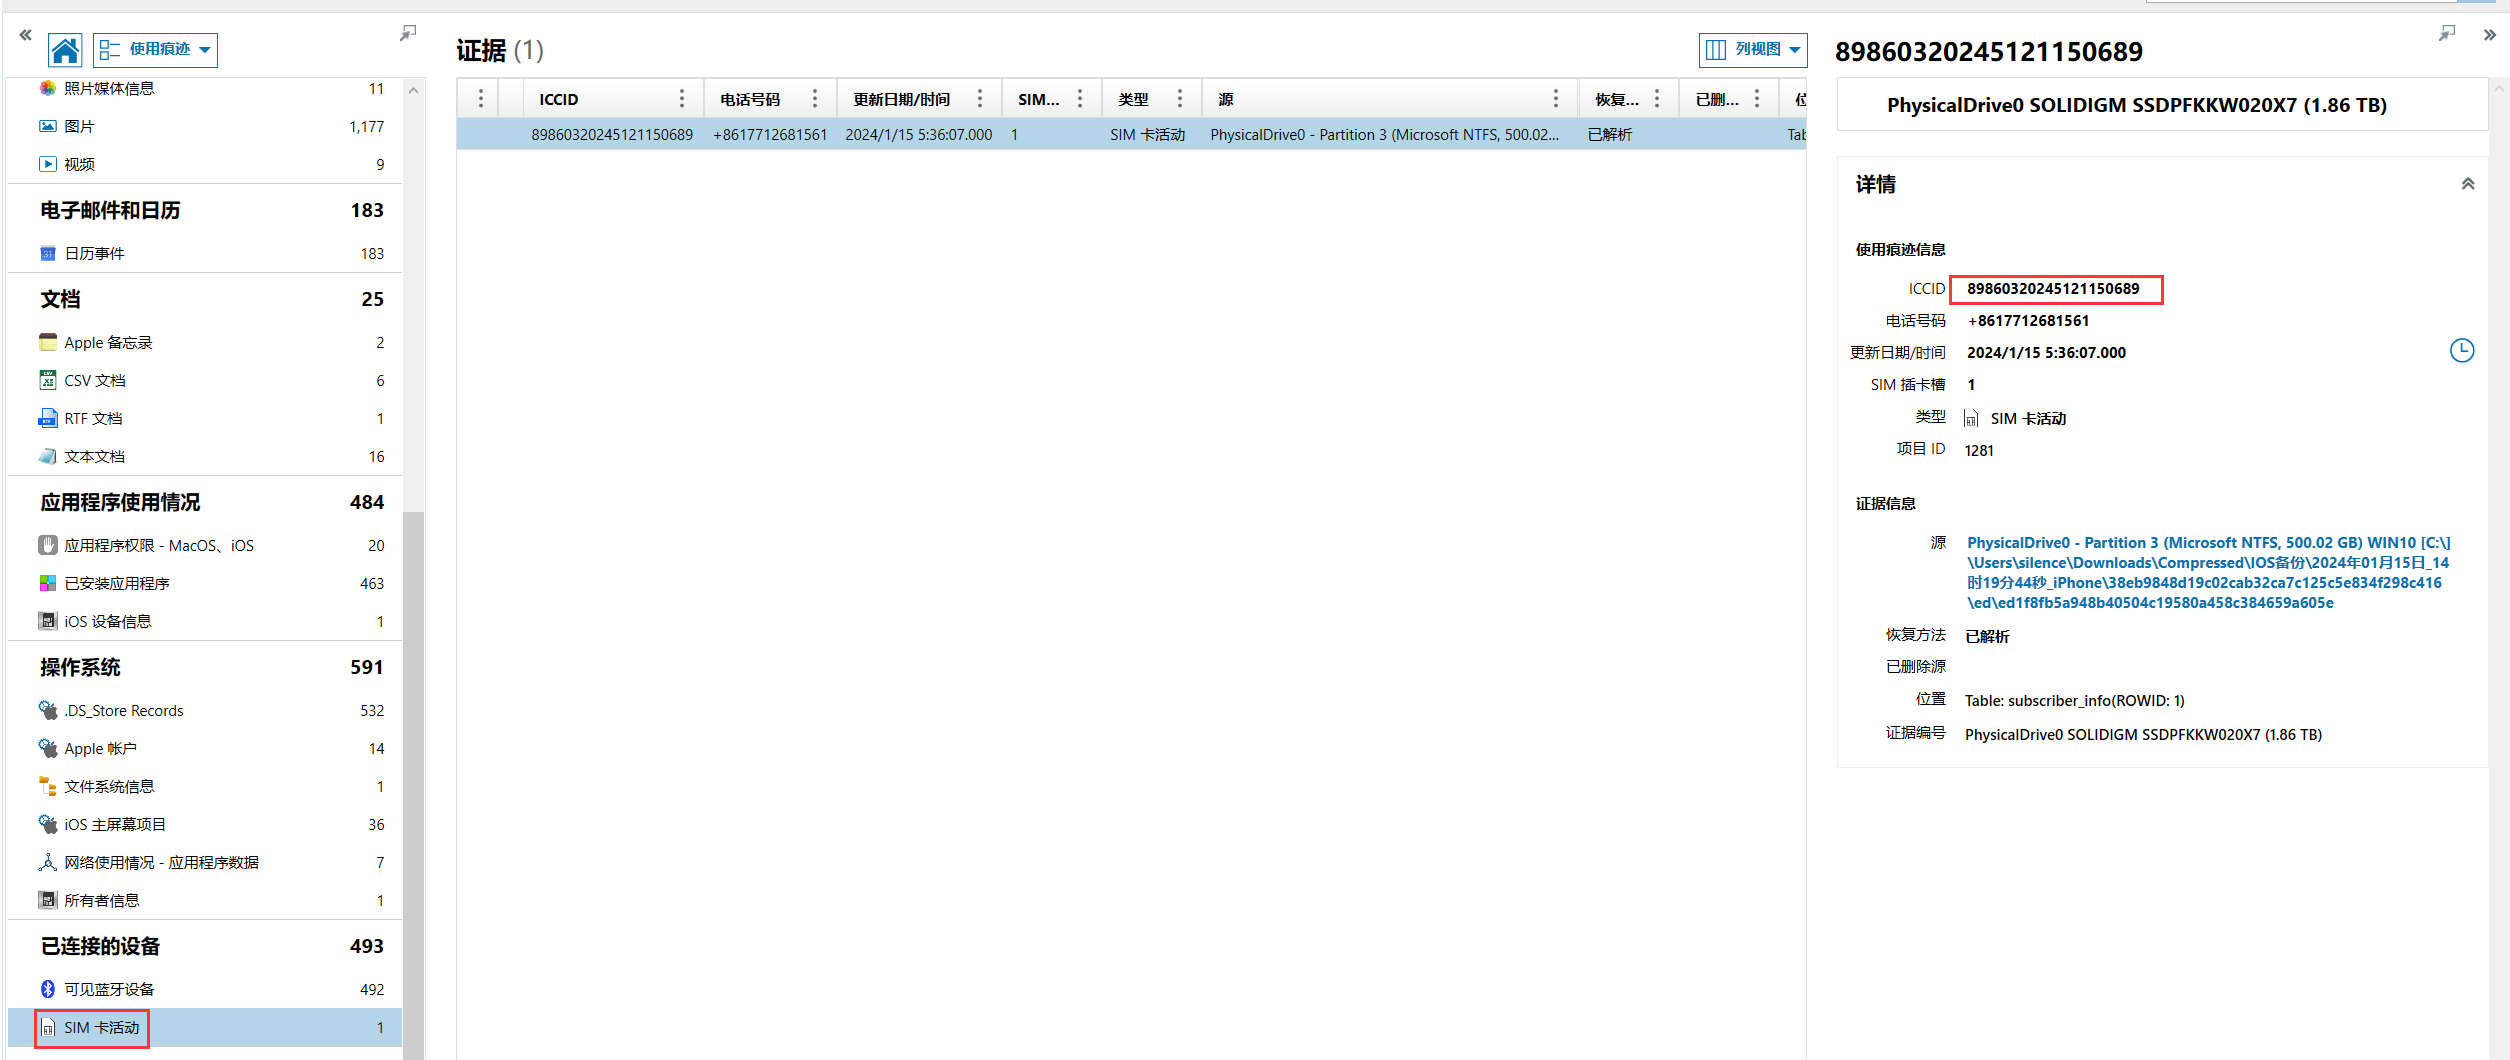 使用痕迹
照片媒体信息 11
图片 1,177
视频 9
电子邮件和日历 183
日历事件 183
文档 25
Apple 备忘录 2
CSV 文档 6
RTF 文档 1
文本文档 16
应用程序使用情况 484
应用程序权限 - MacOS、iOS 20
已安装应用程序 463
iOS 设备信息 1
操作系统 591
.DS_Store Records 532
Apple 帐户 14
文件系统信息 1
iOS 主屏幕项目 36
网络使用情况 - 应用程序数据 7
所有者信息 1
已连接的设备 493
可见蓝牙设备 492
SIM 卡活动 1
证据 (1)
列视图
ICCID 电话号码 更新日期/时间 SIM... 类型 源 恢复... 已删... 位
89860320245121150689 +8617712681561 2024/1/15 5:36:07.000 1 SIM 卡活动 PhysicalDrive0 - Partition 3 (Microsoft NTFS, 500.02... 已解析 Tab
89860320245121150689
PhysicalDrive0 SOLIDIGM SSDPFKKW020X7 (1.86 TB)
详情
使用痕迹信息
ICCID 89860320245121150689
电话号码 +8617712681561
更新日期/时间 2024/1/15 5:36:07.000
SIM 插卡槽 1
类型 SIM 卡活动
项目 ID 1281
证据信息
源 PhysicalDrive0 - Partition 3 (Microsoft NTFS, 500.02 GB) WIN10 [C:\]
\Users\silence\Downloads\Compressed\IOS备份\2024年01月15日_14
时19分44秒_iPhone\38eb9848d19c02cab32ca7c125c5e834f298c416
\ed\ed1f8fb5a948b40504c19580a458c384659a605e
恢复方法 已解析
已删除源
位置 Table: subscriber_info(ROWID: 1)
证据编号 PhysicalDrive0 SOLIDIGM SSDPFKKW020X7 (1.86 TB)